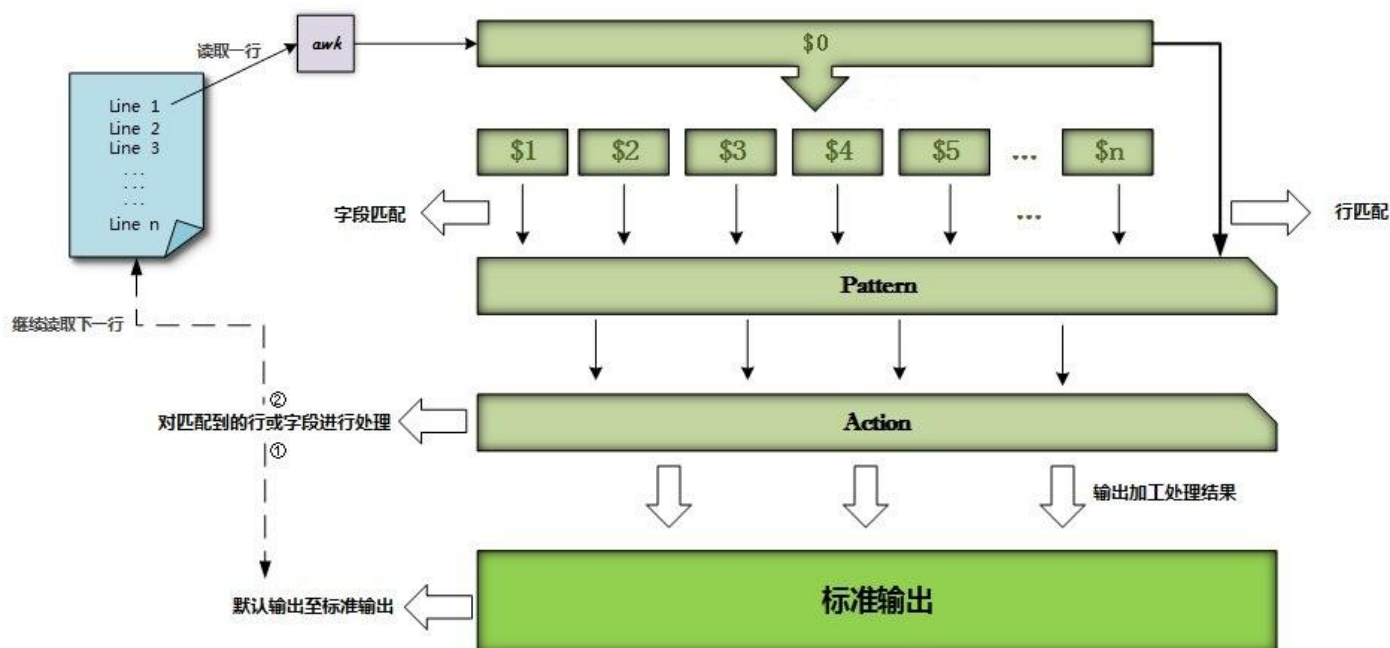 读取一行
awk
$0
Line 1
Line 2
Line 3
...
...
...
Line n
$1 $2 $3 $4 $5 ... $n
字段匹配
...
行匹配
Pattern
继续读取下一行
②
对匹配到的行或字段进行处理
①
Action
输出加工处理结果
默认输出至标准输出
标准输出